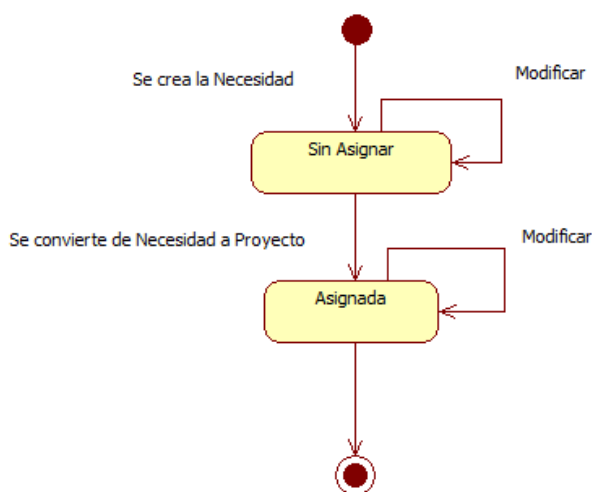 Se crea la Necesidad
Modificar
Sin Asignar
Se convierte de Necesidad a Proyecto
Modificar
Asignada